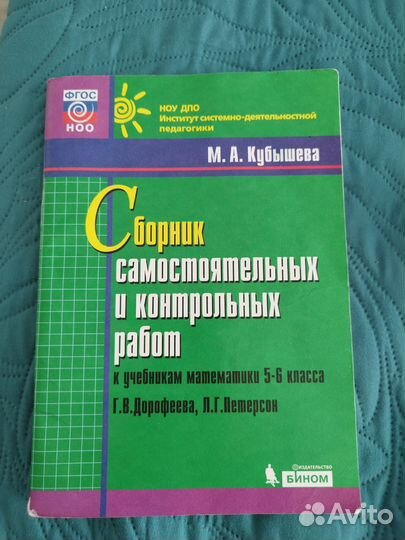 ФГОС
НОО
НОУ ДПО
Институт системно-деятельностной
педагогики
М. А. Кубышева
Сборник
самостоятельных
и контрольных
работ
к учебникам математики 5-6 класса
Г.В.Дорофеева, Л.Г.Петерсон
ИЗДАТЕЛЬСТВО
БИНОМ
Avito